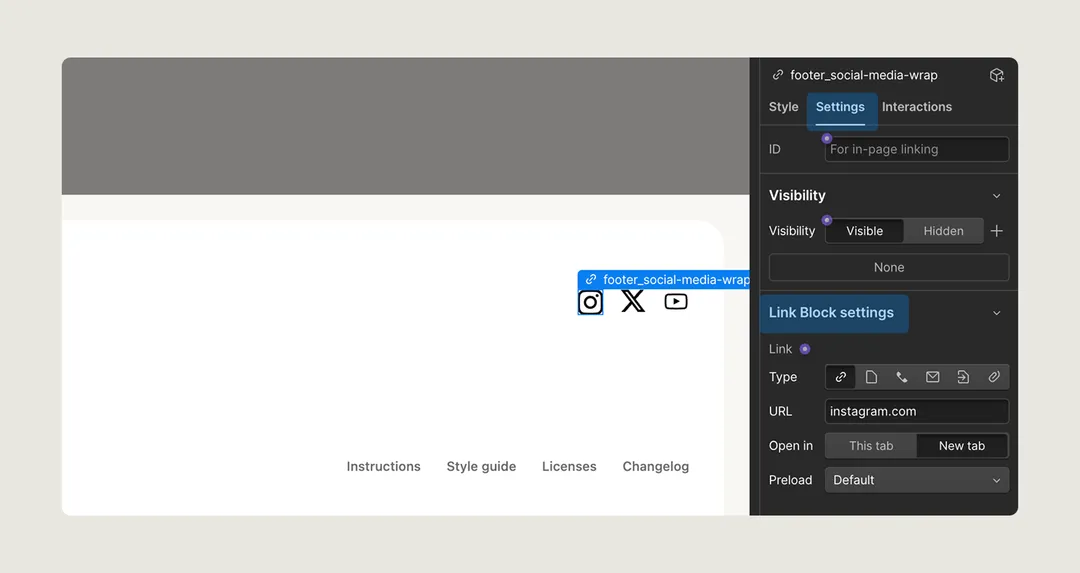 footer_social-media-wrap
Style Settings Interactions
ID For in-page linking
Visibility
Visibility Visible Hidden
None
footer_social-media-wrap
Link Block settings
Link
Type
URL instagram.com
Open in This tab New tab
Preload Default
Instructions Style guide Licenses Changelog